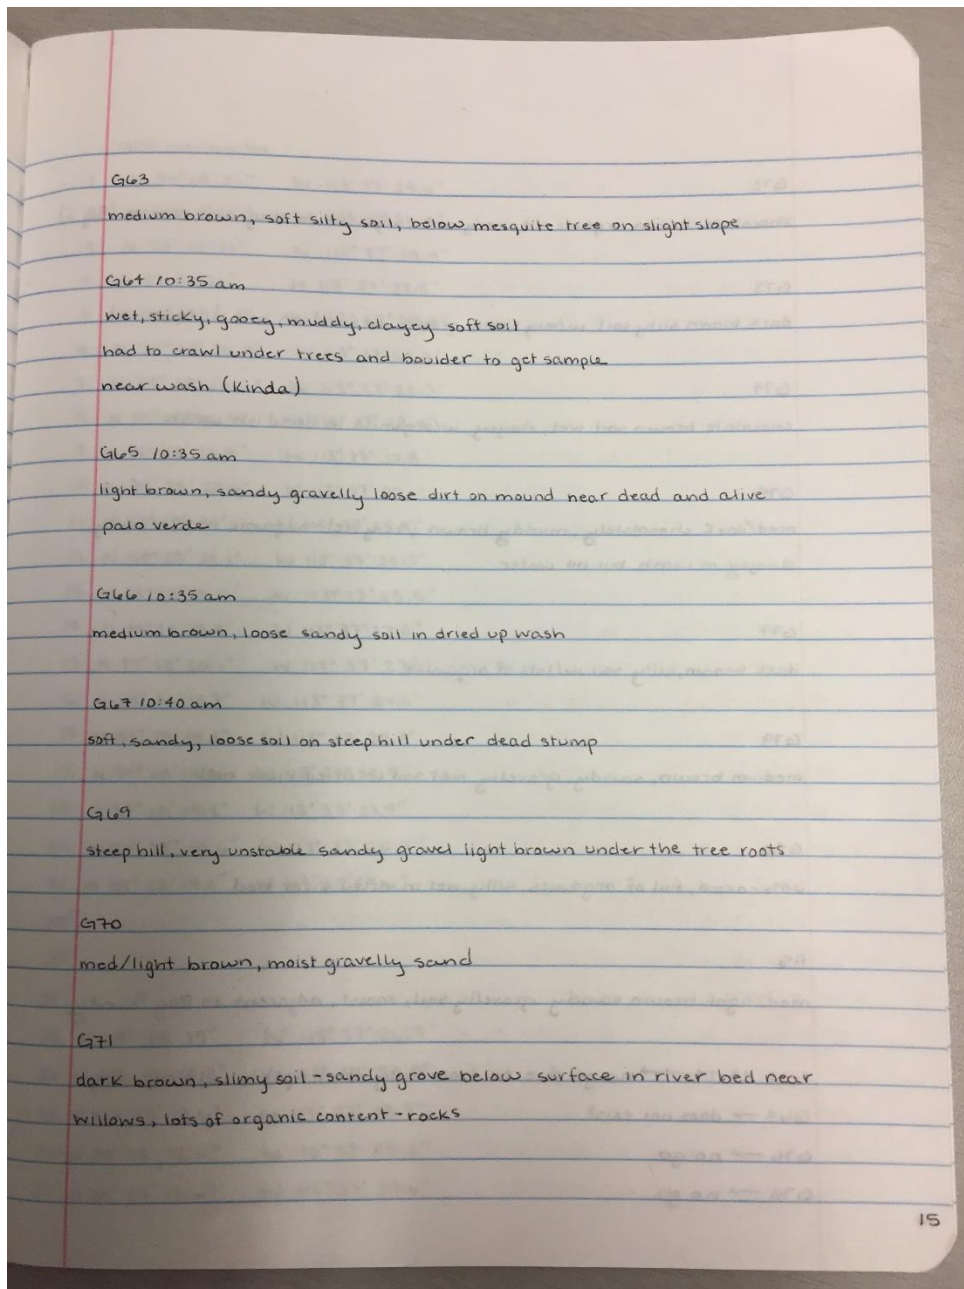 G63
medium brown, soft silty soil, below mesquite tree on slight slope
G64 10:35 am
wet, sticky, gooey, muddy, clayey soft soil
had to crawl under trees and boulder to get sample
near wash (kinda)
G65 10:35 am
light brown, sandy gravelly loose dirt on mound near dead and alive
palo verde
G66 10:35 am
medium brown, loose sandy soil in dried up wash
G67 10:40 am
soft, sandy, loose soil on steep hill under dead stump
G69
steep hill, very unstable sandy gravel light brown under the tree roots
G70
med/light brown, moist gravelly sand
G71
dark brown, slimy soil - sandy grove below surface in river bed near
willows, lots of organic content - rocks
15